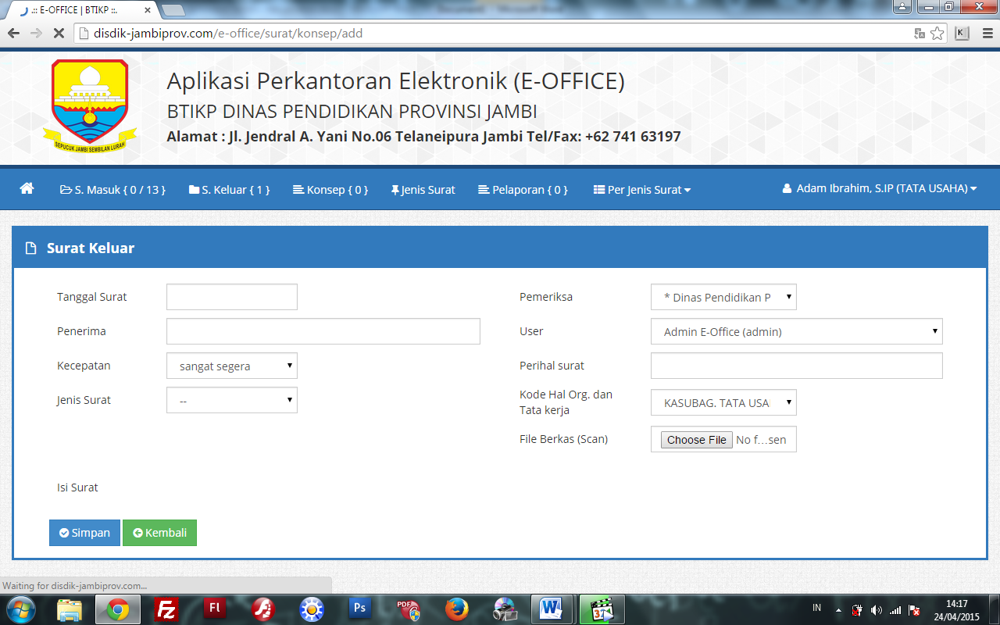 .:: E-OFFICE | BTIKP ::.
disdik-jambiprov.com/e-office/surat/konsep/add
K
Aplikasi Perkantoran Elektronik (E-OFFICE)
BTIKP DINAS PENDIDIKAN PROVINSI JAMBI
Alamat : Jl. Jendral A. Yani No.06 Telaneipura Jambi Tel/Fax: +62 741 63197
SEPUCUK JAMBI SEMBILAN LURAH
S. Masuk { 0 / 13 } S. Keluar { 1 } Konsep { 0 } Jenis Surat Pelaporan { 0 } Per Jenis Surat Adam Ibrahim, S.IP (TATA USAHA)
Surat Keluar
Tanggal Surat
Penerima
Kecepatan sangat segera
Jenis Surat --
Pemeriksa * Dinas Pendidikan P
User Admin E-Office (admin)
Perihal surat
Kode Hal Org. dan
Tata kerja KASUBAG. TATA USA
File Berkas (Scan) Choose File No f...sen
Isi Surat
Simpan Kembali
Waiting for disdik-jambiprov.com...
Fz Fl Ps PDF W IN 14:17
24/04/2015